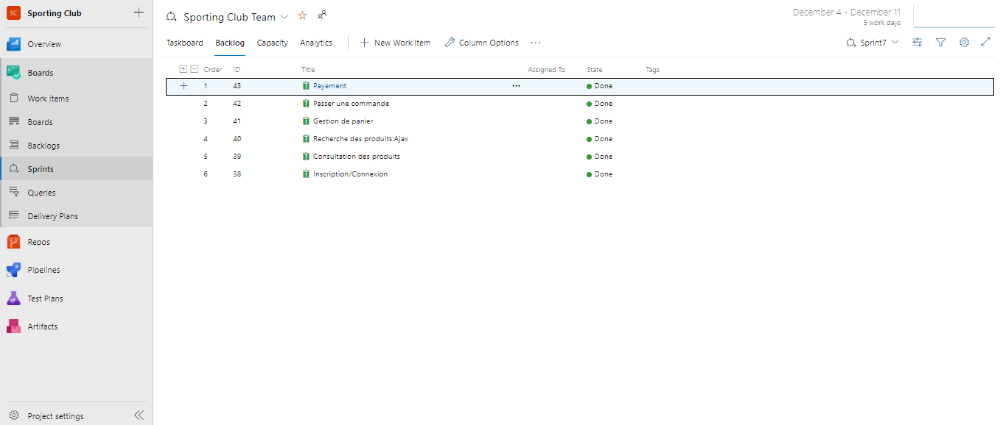 SC Sporting Club
Overview
Boards
Work items
Boards
Backlogs
Sprints
Queries
Delivery Plans
Repos
Pipelines
Test Plans
Artifacts
Project settings
Sporting Club Team
December 4 - December 11
5 work days
Taskboard Backlog Capacity Analytics New Work Item Column Options ... Sprint7
Order ID Title Assigned To State Tags
1 43 Payement ... Done
2 42 Passer une commande Done
3 41 Gestion de panier Done
4 40 Recherche des produits:Ajax Done
5 39 Consultation des produits Done
6 38 Inscription/Connexion Done